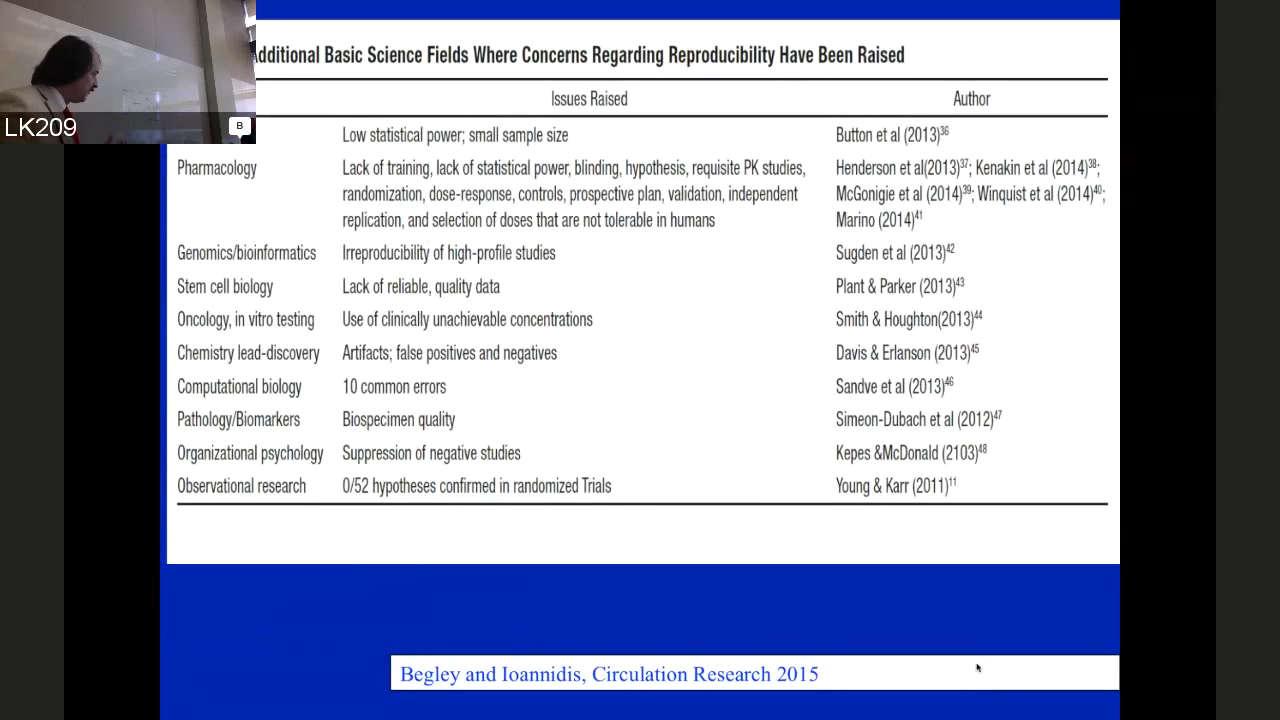 dditional Basic Science Fields Where Concerns Regarding Reproducibility Have Been Raised
Issues Raised Author
LK209
B
Low statistical power; small sample size Button et al (2013)36
Pharmacology Lack of training, lack of statistical power, blinding, hypothesis, requisite PK studies, Henderson et al(2013)37; Kenakin et al (2014)38;
randomization, dose-response, controls, prospective plan, validation, independent McGonigie et al (2014)39; Winquist et al (2014)40;
replication, and selection of doses that are not tolerable in humans Marino (2014)41
Genomics/bioinformatics Irreproducibility of high-profile studies Sugden et al (2013)42
Stem cell biology Lack of reliable, quality data Plant & Parker (2013)43
Oncology, in vitro testing Use of clinically unachievable concentrations Smith & Houghton(2013)44
Chemistry lead-discovery Artifacts; false positives and negatives Davis & Erlanson (2013)45
Computational biology 10 common errors Sandve et al (2013)46
Pathology/Biomarkers Biospecimen quality Simeon-Dubach et al (2012)47
Organizational psychology Suppression of negative studies Kepes &McDonald (2103)48
Observational research 0/52 hypotheses confirmed in randomized Trials Young & Karr (2011)11
Begley and Ioannidis, Circulation Research 2015